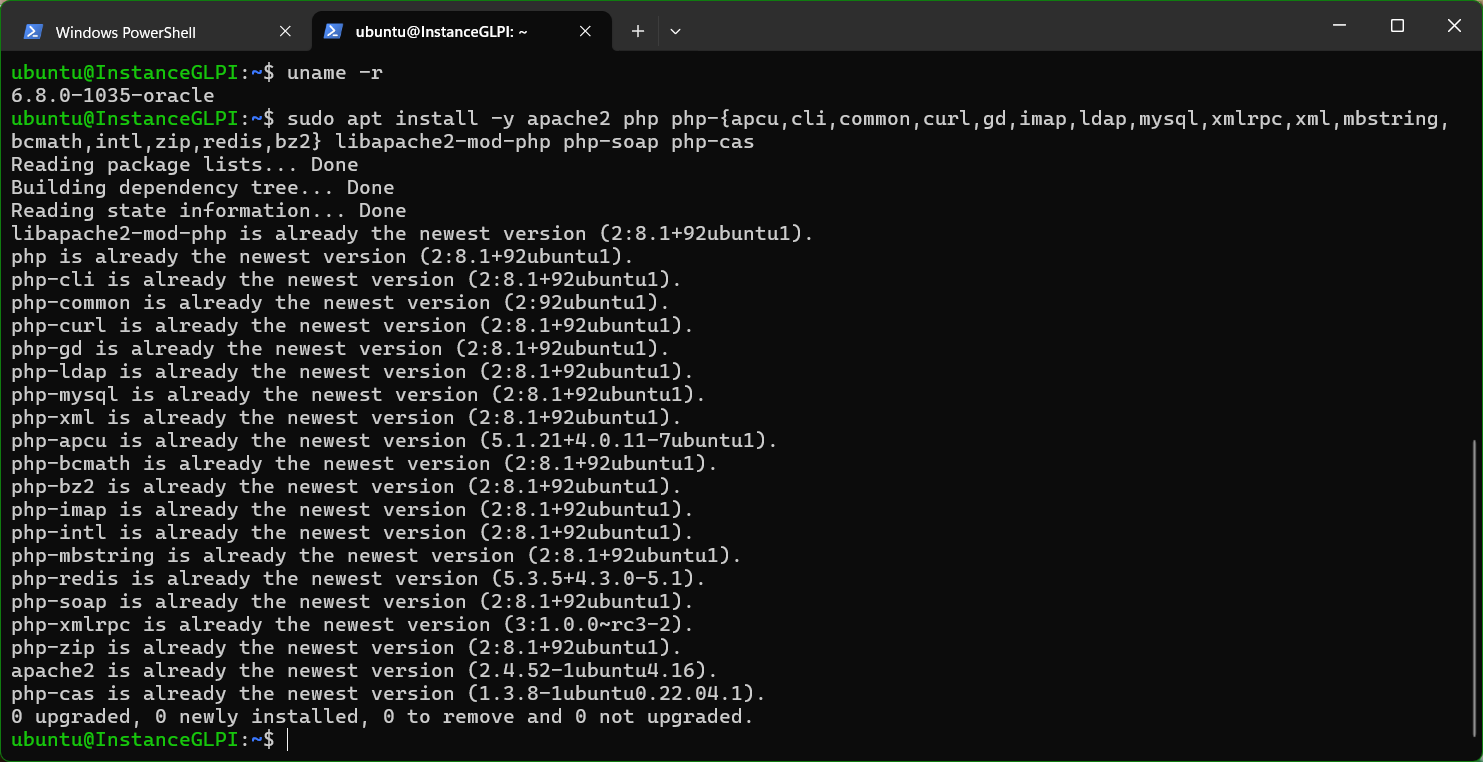 Windows PowerShell
ubuntu@InstanceGLPI: ~
ubuntu@InstanceGLPI:~$ uname -r
6.8.0-1035-oracle
ubuntu@InstanceGLPI:~$ sudo apt install -y apache2 php php-{apcu,cli,common,curl,gd,imap,ldap,mysql,xmlrpc,xml,mbstring,
bcmath,intl,zip,redis,bz2} libapache2-mod-php php-soap php-cas
Reading package lists... Done
Building dependency tree... Done
Reading state information... Done
libapache2-mod-php is already the newest version (2:8.1+92ubuntu1).
php is already the newest version (2:8.1+92ubuntu1).
php-cli is already the newest version (2:8.1+92ubuntu1).
php-common is already the newest version (2:92ubuntu1).
php-curl is already the newest version (2:8.1+92ubuntu1).
php-gd is already the newest version (2:8.1+92ubuntu1).
php-ldap is already the newest version (2:8.1+92ubuntu1).
php-mysql is already the newest version (2:8.1+92ubuntu1).
php-xml is already the newest version (2:8.1+92ubuntu1).
php-apcu is already the newest version (5.1.21+4.0.11-7ubuntu1).
php-bcmath is already the newest version (2:8.1+92ubuntu1).
php-bz2 is already the newest version (2:8.1+92ubuntu1).
php-imap is already the newest version (2:8.1+92ubuntu1).
php-intl is already the newest version (2:8.1+92ubuntu1).
php-mbstring is already the newest version (2:8.1+92ubuntu1).
php-redis is already the newest version (5.3.5+4.3.0-5.1).
php-soap is already the newest version (2:8.1+92ubuntu1).
php-xmlrpc is already the newest version (3:1.0.0~rc3-2).
php-zip is already the newest version (2:8.1+92ubuntu1).
apache2 is already the newest version (2.4.52-1ubuntu4.16).
php-cas is already the newest version (1.3.8-1ubuntu0.22.04.1).
0 upgraded, 0 newly installed, 0 to remove and 0 not upgraded.
ubuntu@InstanceGLPI:~$